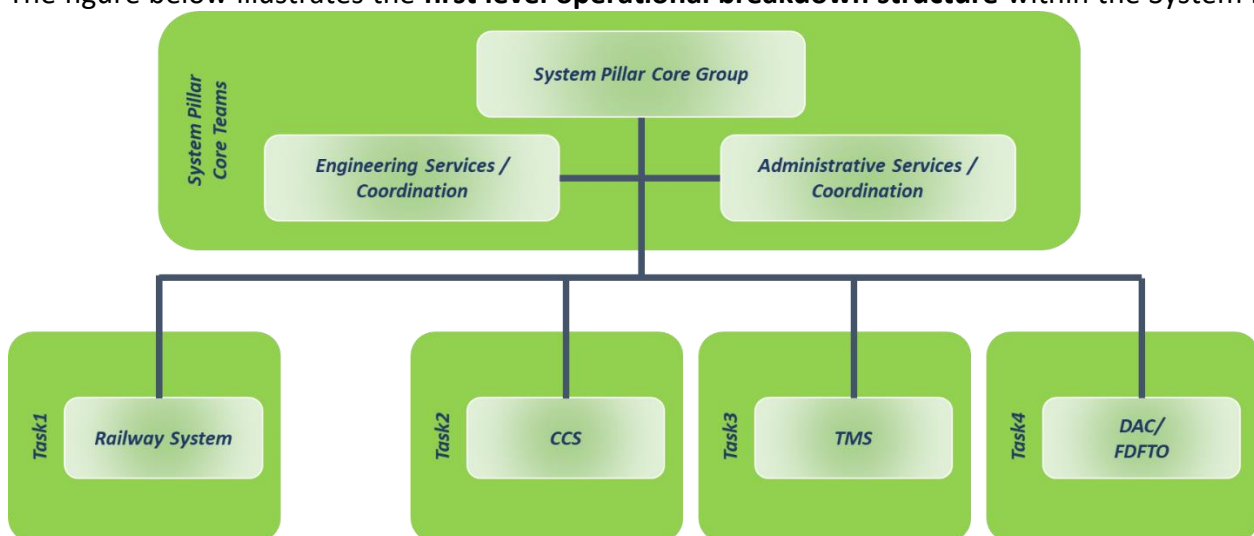 The figure below illustrates the first level operational breakdown structure within the System
System Pillar
Core Teams
System Pillar Core Group
Engineering Services /
Coordination
Administrative Services /
Coordination
Task1
Railway System
Task2
CCS
Task3
TMS
Task4
DAC/
FDFTO